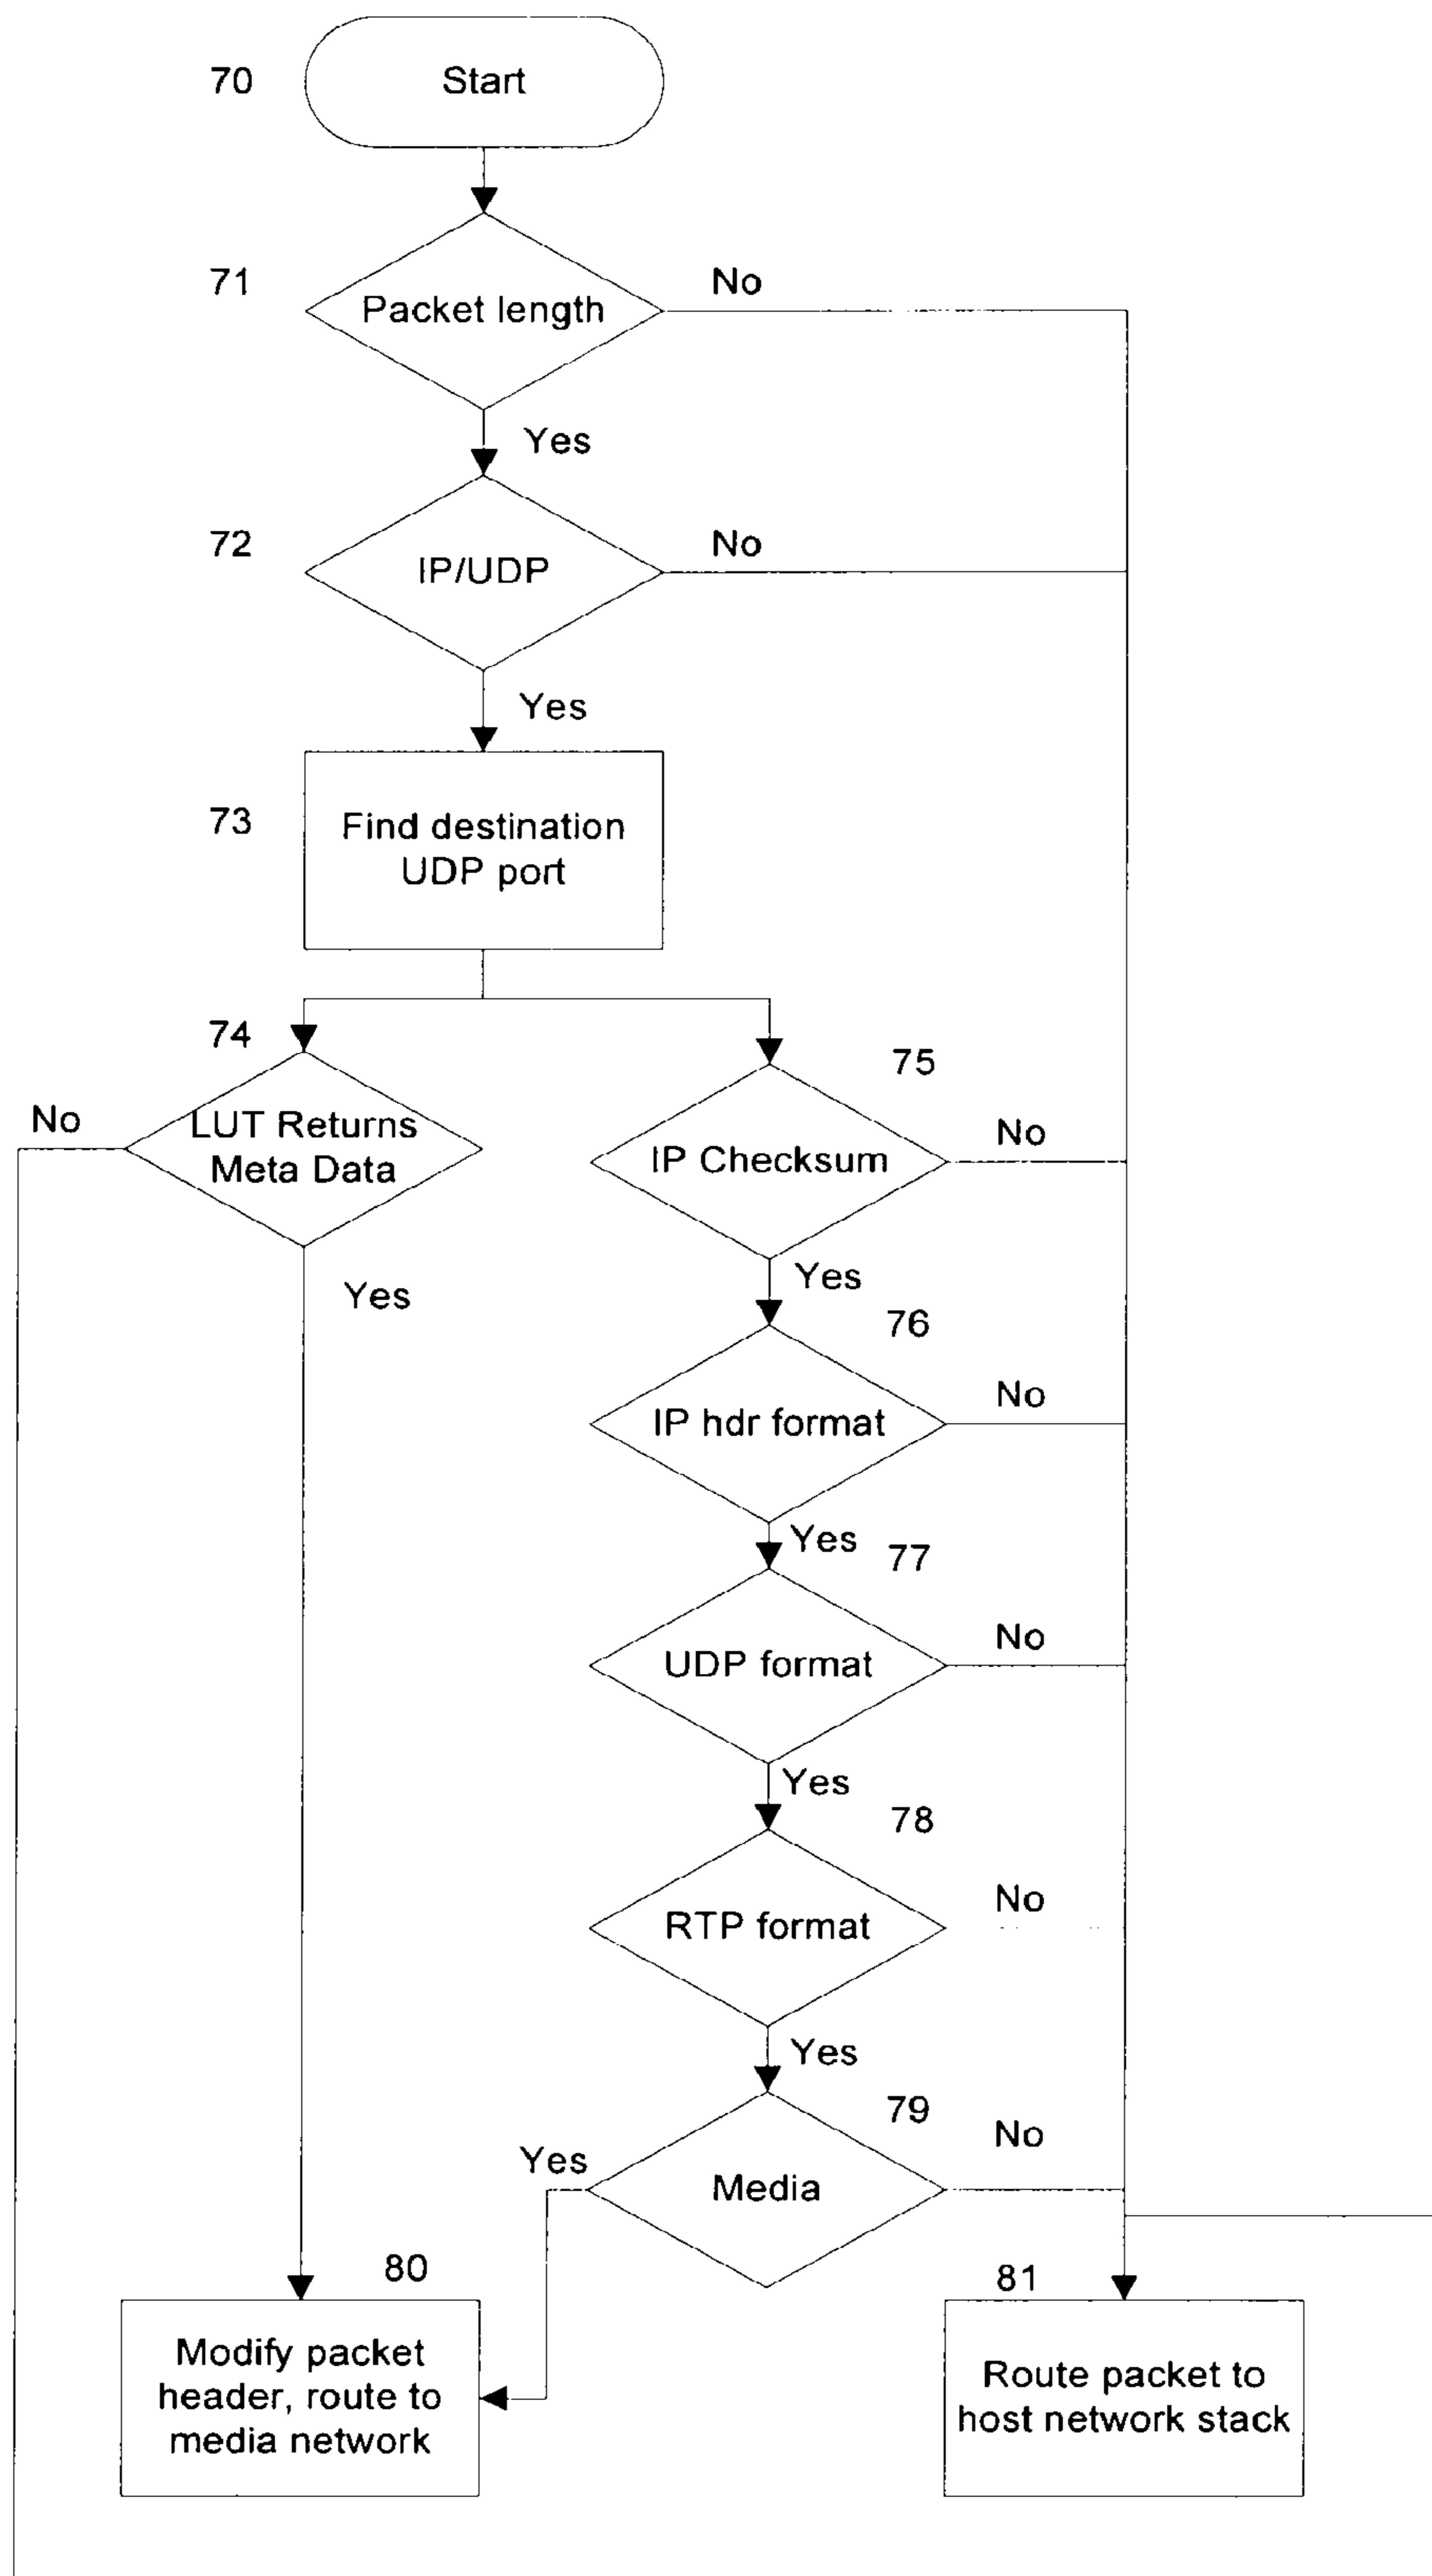 70
Start
71
Packet length
No
Yes
72
IP/UDP
No
Yes
73
Find destination
UDP port
74
No
LUT Returns
Meta Data
Yes
75
IP Checksum
No
Yes
76
IP hdr format
No
Yes
77
UDP format
No
Yes
78
RTP format
No
Yes
79
Yes
Media
No
80
Modify packet
header, route to
media network
81
Route packet to
host network stack